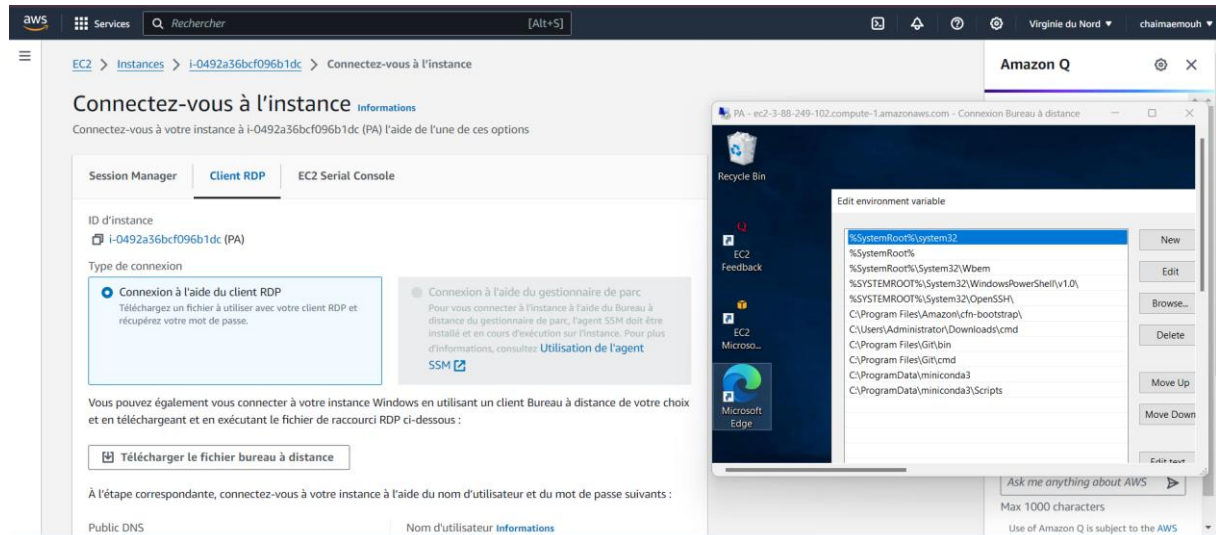 aws
Services
Rechercher
[Alt+S]
Virginie du Nord
chaimaemouh
EC2 > Instances > i-0492a36bcf096b1dc > Connectez-vous à l'instance
Connectez-vous à l'instance Informations
Connectez-vous à votre instance à i-0492a36bcf096b1dc (PA) l'aide de l'une de ces options
Session Manager
Client RDP
EC2 Serial Console
ID d'instance
i-0492a36bcf096b1dc (PA)
Type de connexion
Connexion à l'aide du client RDP
Téléchargez un fichier à utiliser avec votre client RDP et
récupérez votre mot de passe.
Connexion à l'aide du gestionnaire de parc
Pour vous connecter à l'instance à l'aide du Bureau à
distance du gestionnaire de parc, l'agent SSM doit être
installé et en cours d'exécution sur l'instance. Pour plus
d'informations, consultez Utilisation de l'agent
SSM
Vous pouvez également vous connecter à votre instance Windows en utilisant un client Bureau à distance de votre choix
et en téléchargeant et en exécutant le fichier de raccourci RDP ci-dessous :
Télécharger le fichier bureau à distance
À l'étape correspondante, connectez-vous à votre instance à l'aide du nom d'utilisateur et du mot de passe suivants :
Public DNS
Nom d'utilisateur Informations
Amazon Q
PA - ec2-3-88-249-102.compute-1.amazonaws.com - Connexion Bureau à distance
Recycle Bin
EC2
Feedback
EC2
Microso...
Microsoft
Edge
Edit environment variable
%SystemRoot%\system32
%SystemRoot%
%SystemRoot%\System32\Wbem
%SYSTEMROOT%\System32\WindowsPowerShell\v1.0\
%SYSTEMROOT%\System32\OpenSSH\
C:\Program Files\Amazon\cfn-bootstrap\
C:\Users\Administrator\Downloads\cmd
C:\Program Files\Git\bin
C:\Program Files\Git\cmd
C:\ProgramData\miniconda3
C:\ProgramData\miniconda3\Scripts
New
Edit
Browse...
Delete
Move Up
Move Down
Edit text
Ask me anything about AWS
Max 1000 characters
Use of Amazon Q is subject to the AWS